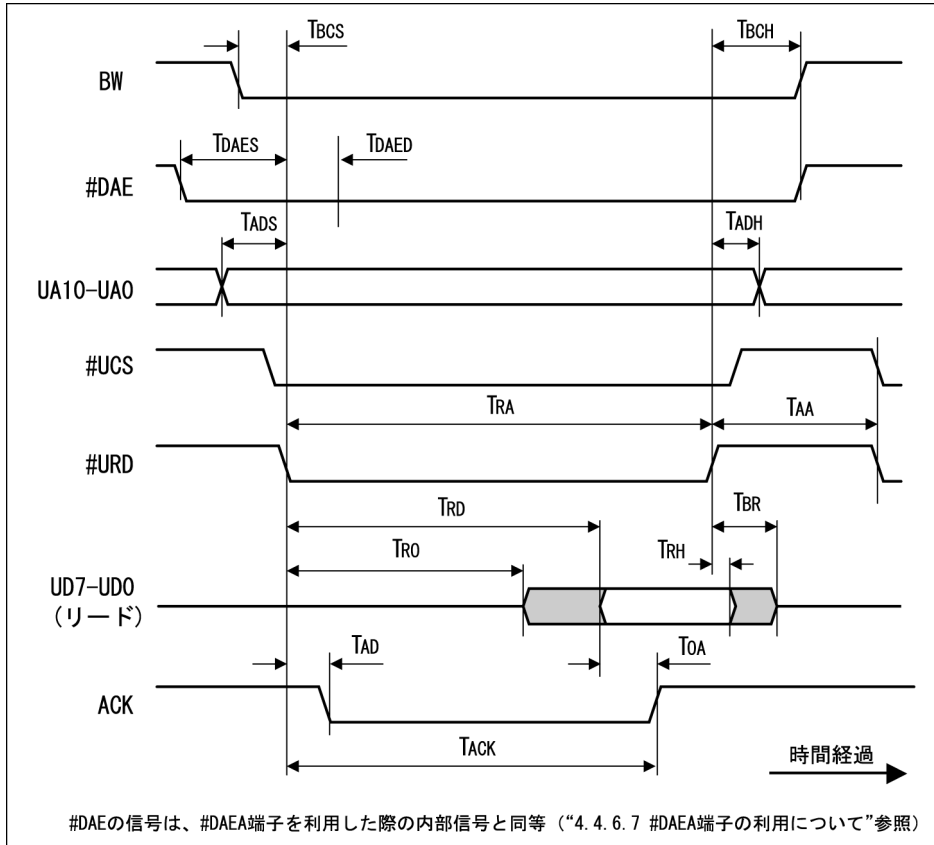 TBCS
TBCH
BW
TDAES
TDAED
#DAE
TADS
TADH
UA10-UA0
#UCS
TRA
TAA
#URD
TRD
TBR
TRO
TRH
UD7-UD0
(リード)
TAD
TOA
ACK
TACK
時間経過
#DAEの信号は、#DAEA端子を利用した際の内部信号と同等（“4.4.6.7 #DAEA端子の利用について”参照）